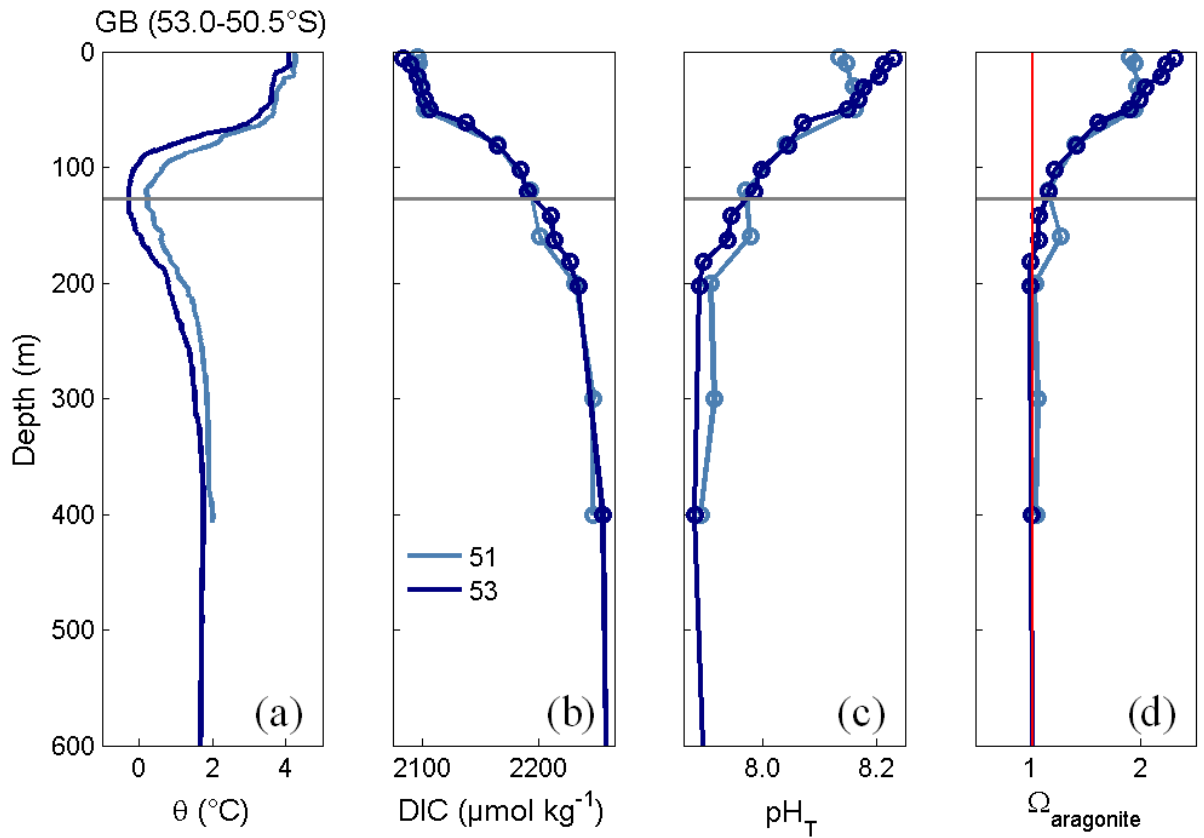 GB (53.0-50.5°S)
0
100
200
300
400
500
600
Depth (m)
51
53
(a)
(b)
(c)
(d)
0 2 4
2100 2200
8.0 8.2
1 2
θ (°C)
DIC (µmol kg⁻¹)
pH_T
Ω_aragonite